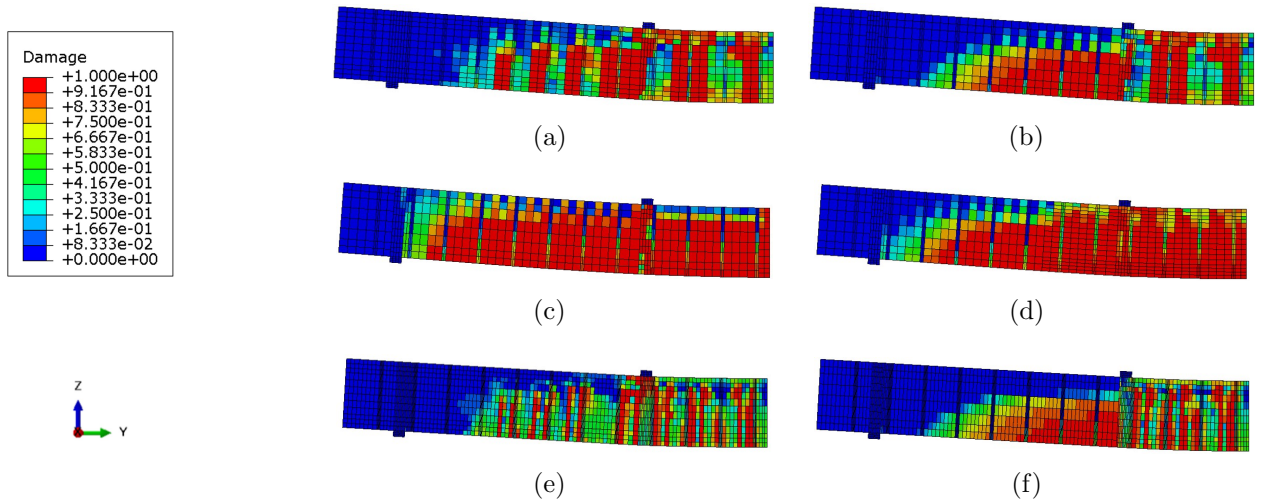 Damage
+1.000e+00
+9.167e-01
+8.333e-01
+7.500e-01
+6.667e-01
+5.833e-01
+5.000e-01
+4.167e-01
+3.333e-01
+2.500e-01
+1.667e-01
+8.333e-02
+0.000e+00
(a)
(b)
(c)
(d)
Z
Y
(e)
(f)